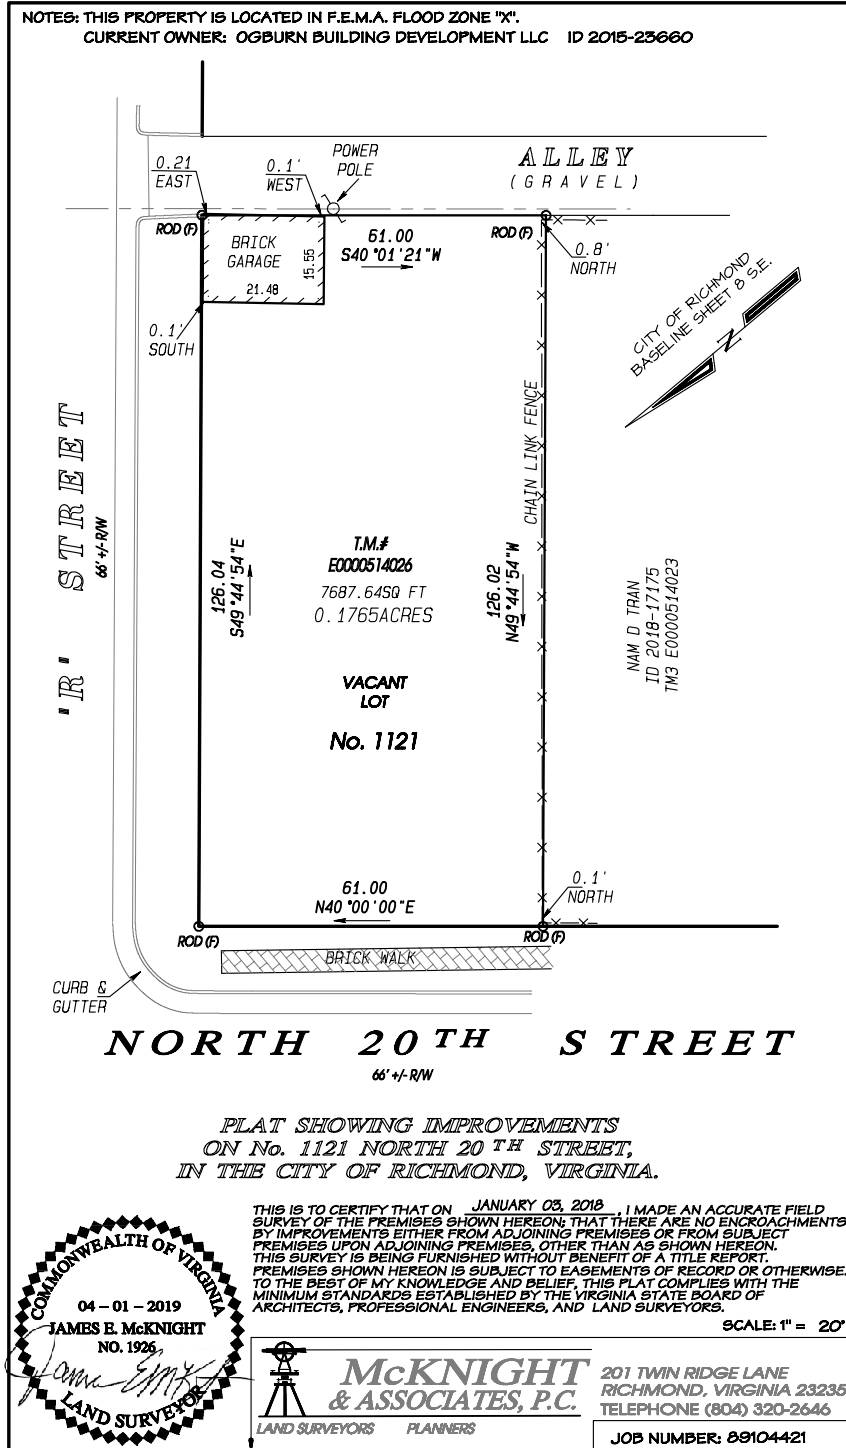 NOTES: THIS PROPERTY IS LOCATED IN F.E.M.A. FLOOD ZONE "X".
CURRENT OWNER: OGBURN BUILDING DEVELOPMENT LLC ID 2015-23660
POWER
POLE
ALLEY
(GRAVEL)
0.21
EAST
0.1'
WEST
ROD (F)
BRICK
GARAGE
21.48
15.55
61.00
S40°01'21"W
ROD (F)
0.8'
NORTH
0.1'
SOUTH
CITY OF RICHMOND
BASELINE SHEET 8 S.E.
N
CHAIN LINK FENCE
"R" STREET
66' +/- R/W
126.04
S49°44'54"E
T.M.#
E0000514026
7687.64SQ FT
0.1765ACRES
126.02
N49°44'54"W
NAM D TRAN
ID 2018-17175
TM3 E0000514023
VACANT
LOT
No. 1121
61.00
N40°00'00"E
0.1'
NORTH
ROD (F)
ROD (F)
BRICK WALK
CURB &
GUTTER
NORTH 20TH STREET
66' +/- R/W
PLAT SHOWING IMPROVEMENTS
ON No. 1121 NORTH 20 TH STREET,
IN THE CITY OF RICHMOND, VIRGINIA.
THIS IS TO CERTIFY THAT ON JANUARY 03, 2018, I MADE AN ACCURATE FIELD
SURVEY OF THE PREMISES SHOWN HEREON; THAT THERE ARE NO ENCROACHMENTS
BY IMPROVEMENTS EITHER FROM ADJOINING PREMISES OR FROM SUBJECT
PREMISES UPON ADJOINING PREMISES, OTHER THAN AS SHOWN HEREON.
THIS SURVEY IS BEING FURNISHED WITHOUT BENEFIT OF A TITLE REPORT.
PREMISES SHOWN HEREON IS SUBJECT TO EASEMENTS OF RECORD OR OTHERWISE.
TO THE BEST OF MY KNOWLEDGE AND BELIEF, THIS PLAT COMPLIES WITH THE
MINIMUM STANDARDS ESTABLISHED BY THE VIRGINIA STATE BOARD OF
ARCHITECTS, PROFESSIONAL ENGINEERS, AND LAND SURVEYORS.
SCALE: 1" = 20'
COMMONWEALTH OF VIRGINIA
04 - 01 - 2019
JAMES E. McKNIGHT
NO. 1926
LAND SURVEYOR
McKNIGHT
& ASSOCIATES, P.C.
LAND SURVEYORS PLANNERS
201 TWIN RIDGE LANE
RICHMOND, VIRGINIA 23235
TELEPHONE (804) 320-2646
JOB NUMBER: 89104421